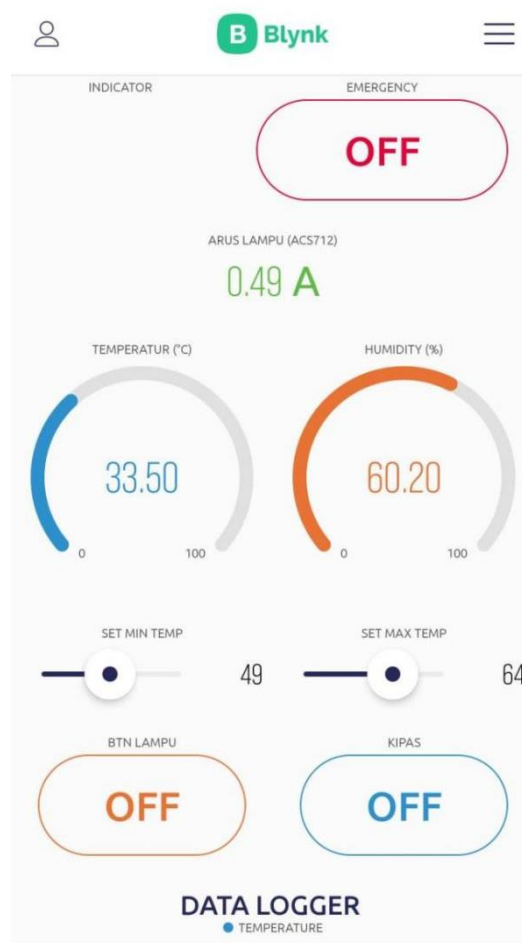 B Blynk
INDICATOR
EMERGENCY
OFF
ARUS LAMPU (ACS712)
0.49 A
TEMPERATUR (°C)
HUMIDITY (%)
33.50
60.20
0 100
0 100
SET MIN TEMP
SET MAX TEMP
49
64
BTN LAMPU
KIPAS
OFF
OFF
DATA LOGGER
TEMPERATURE